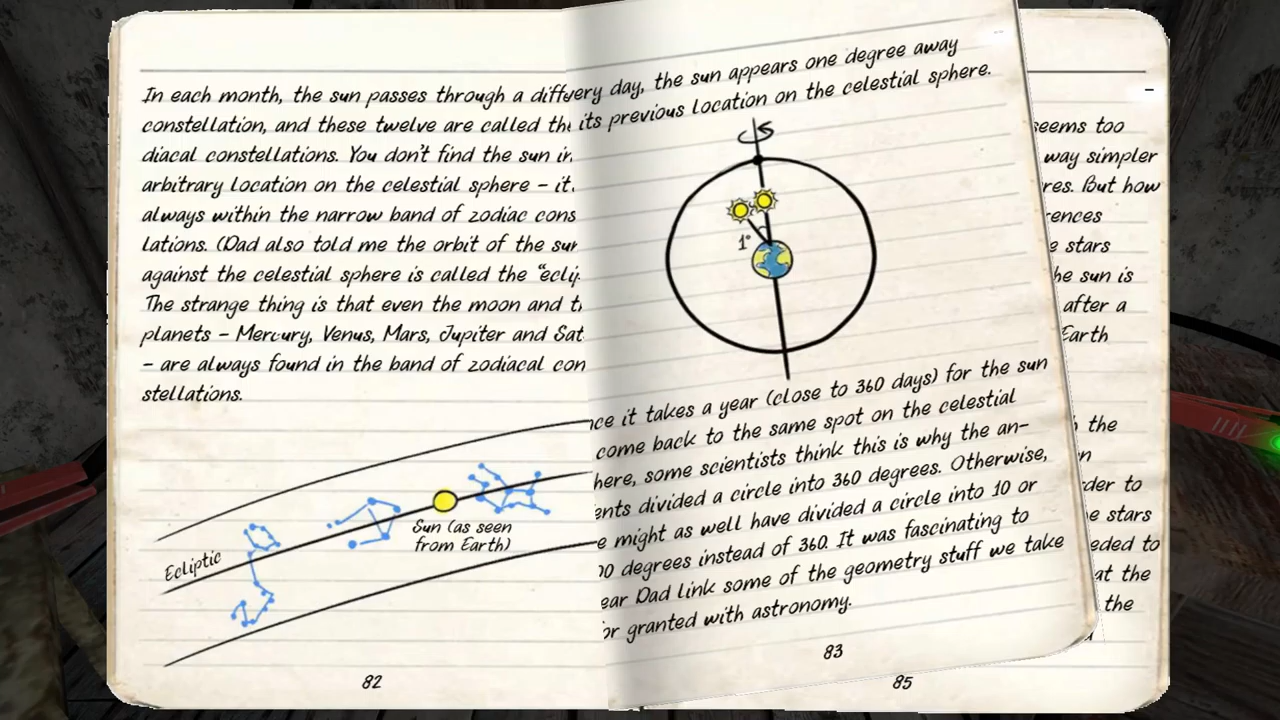 In each month, the sun passes through a diff
constellation, and these twelve are called th
diacal constellations. You don't find the sun in
arbitrary location on the celestial sphere – it
always within the narrow band of zodiac cons
lations. (Dad also told me the orbit of the sun
against the celestial sphere is called the "ecli
The strange thing is that even the moon and t
planets – Mercury, Venus, Mars, Jupiter and Sat
– are always found in the band of zodiacal con
stellations.
Ecliptic
Sun (as seen
from Earth)
82
very day, the sun appears one degree away
its previous location on the celestial sphere.
1°
nce it takes a year (close to 360 days) for the sun
come back to the same spot on the celestial
here, some scientists think this is why the an-
ents divided a circle into 360 degrees. Otherwise,
e might as well have divided a circle into 10 or
00 degrees instead of 360. It was fascinating to
ear Dad link some of the geometry stuff we take
or granted with astronomy.
83
seems too
way simpler
res. But how
rences
e stars
he sun is
after a
Earth
the
n
rder to
e stars
eded to
at the
the
85